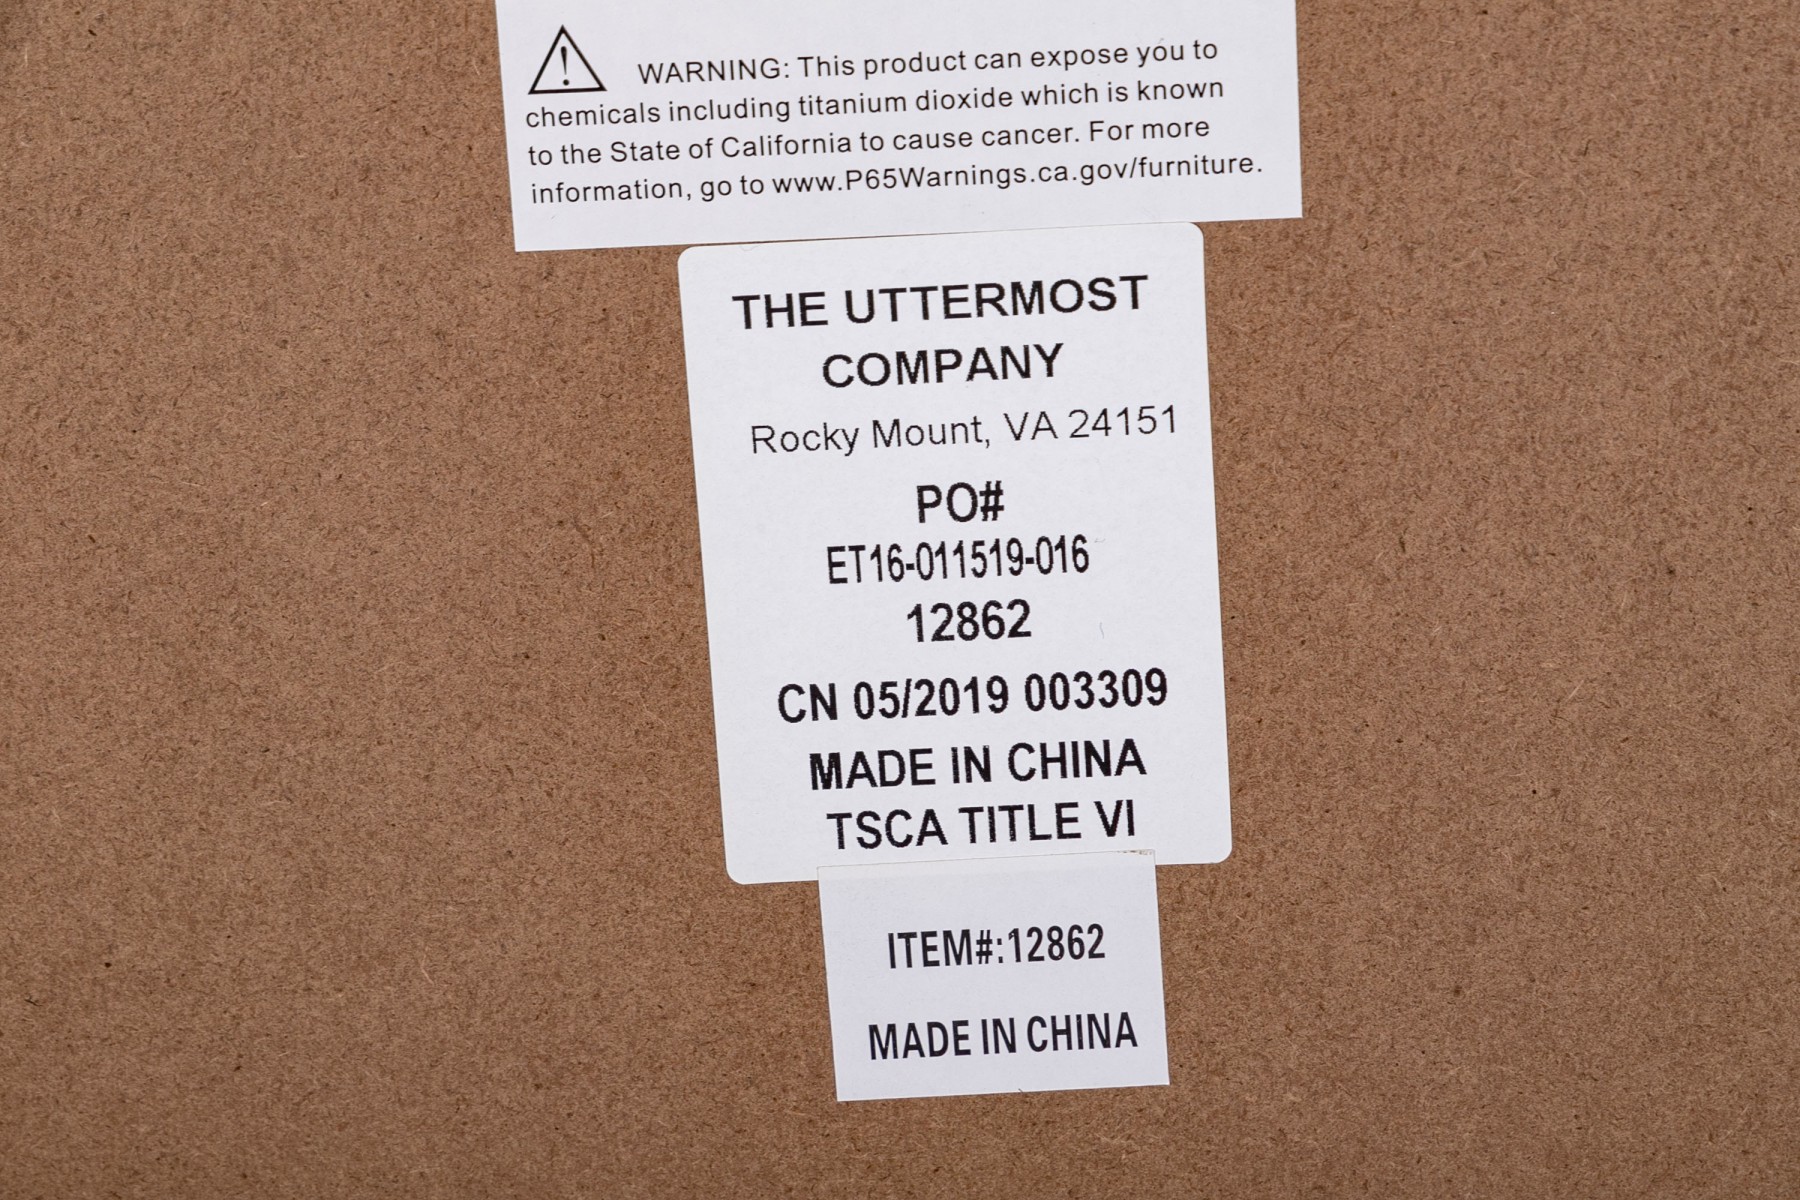 WARNING: This product can expose you to
chemicals including titanium dioxide which is known
to the State of California to cause cancer. For more
information, go to www.P65Warnings.ca.gov/furniture.
THE UTTERMOST
COMPANY
Rocky Mount, VA 24151
PO#
ET16-011519-016
12862
CN 05/2019 003309
MADE IN CHINA
TSCA TITLE VI
ITEM#:12862
MADE IN CHINA